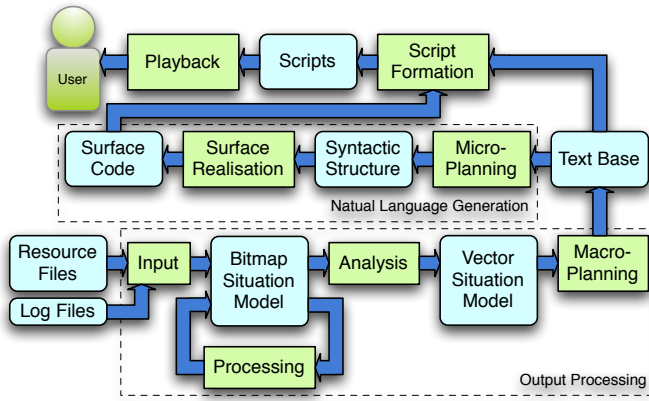 User
Playback
Scripts
Script
Formation
Surface
Code
Surface
Realisation
Syntactic
Structure
Micro-
Planning
Text Base
Natual Language Generation
Resource
Files
Log Files
Input
Bitmap
Situation
Model
Analysis
Vector
Situation
Model
Macro-
Planning
Processing
Output Processing